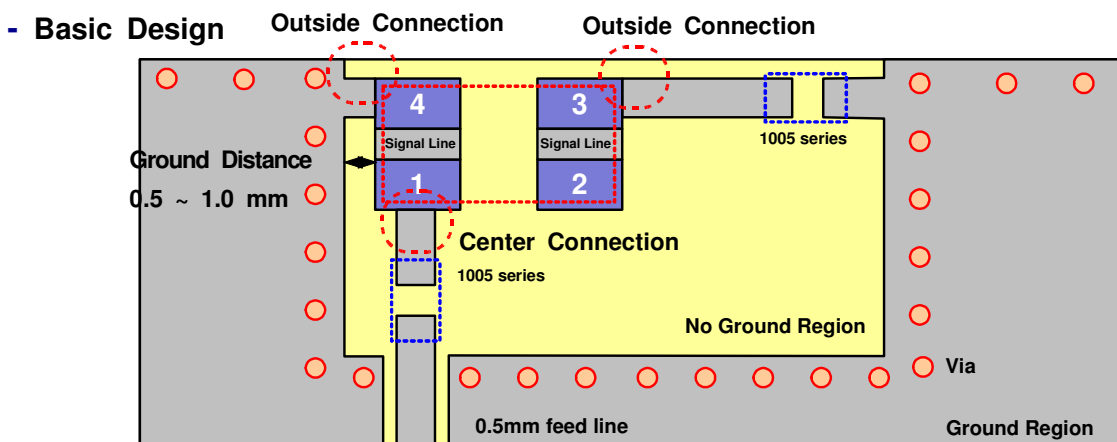 - Basic Design
Outside Connection
Outside Connection
4
3
Signal Line
Signal Line
1005 series
Ground Distance
0.5 ~ 1.0 mm
1
2
Center Connection
1005 series
No Ground Region
Via
0.5mm feed line
Ground Region